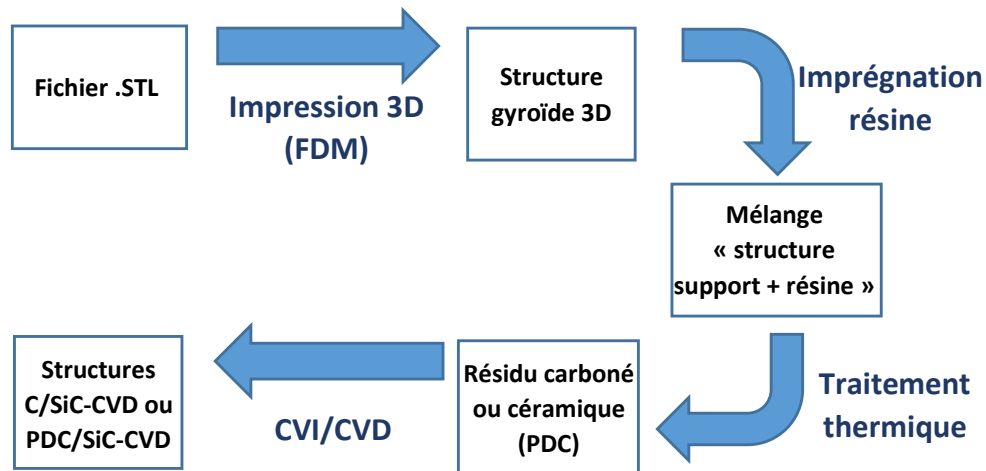 Fichier .STL
Impression 3D
(FDM)
Structure
gyroïde 3D
Imprégnation
résine
Mélange
« structure
support + résine »
Traitement
thermique
Résidu carboné
ou céramique
(PDC)
CVI/CVD
Structures
C/SiC-CVD ou
PDC/SiC-CVD